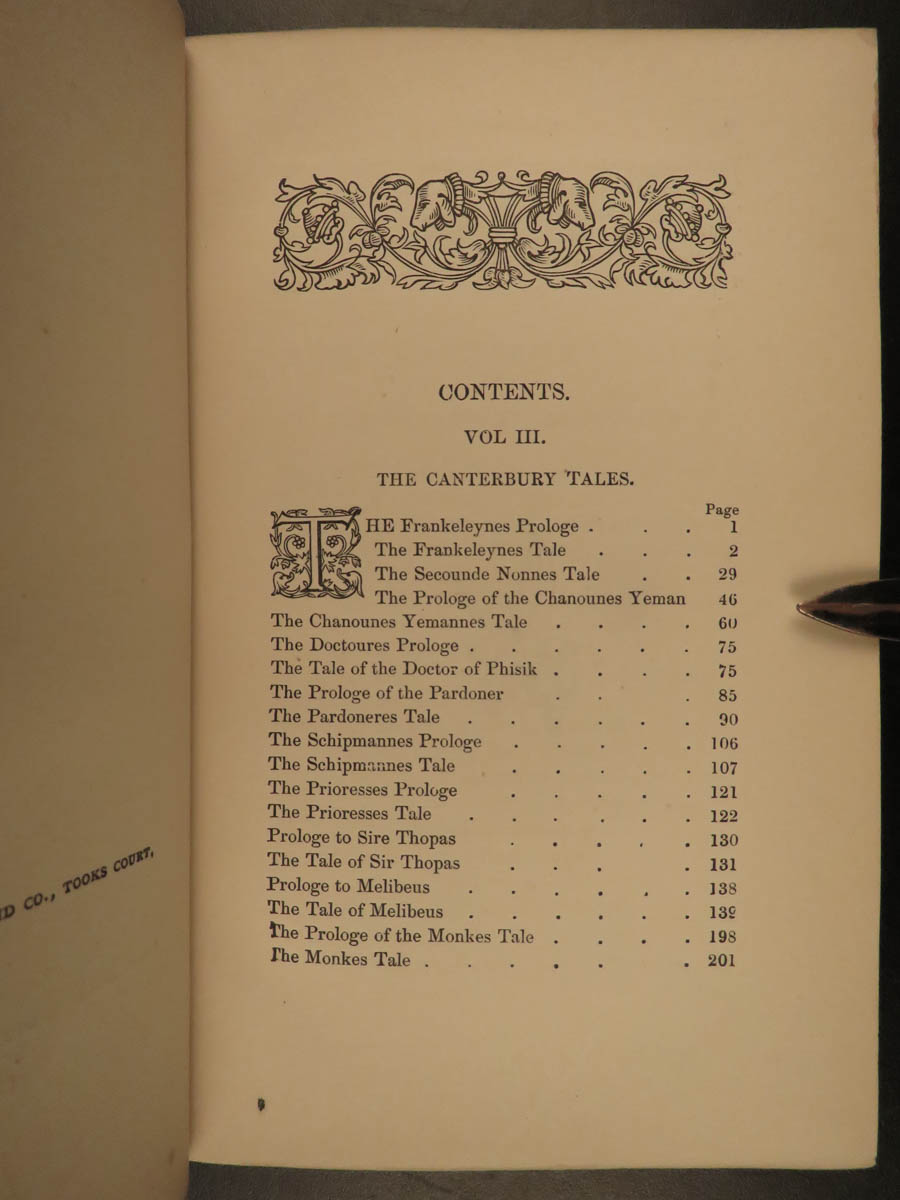 ND CO., TOOKS COURT,
CONTENTS.
VOL III.
THE CANTERBURY TALES.
Page
THE Frankeleynes Prologe . . . 1
The Frankeleynes Tale . . . 2
The Secounde Nonnes Tale . . 29
The Prologe of the Chanounes Yeman 46
The Chanounes Yemannes Tale . . . . 60
The Doctoures Prologe . . . . . . 75
The Tale of the Doctor of Phisik . . . . 75
The Prologe of the Pardoner . . . 85
The Pardoneres Tale . . . . . . 90
The Schipmannes Prologe . . . . . 106
The Schipmannes Tale . . . . . 107
The Prioresses Prologe . . . . . 121
The Prioresses Tale . . . . . . 122
Prologe to Sire Thopas . . . . . 130
The Tale of Sir Thopas . . . . 131
Prologe to Melibeus . . . . . . 138
The Tale of Melibeus . . . . . . 139
The Prologe of the Monkes Tale . . . . 198
The Monkes Tale . . . . . . 201